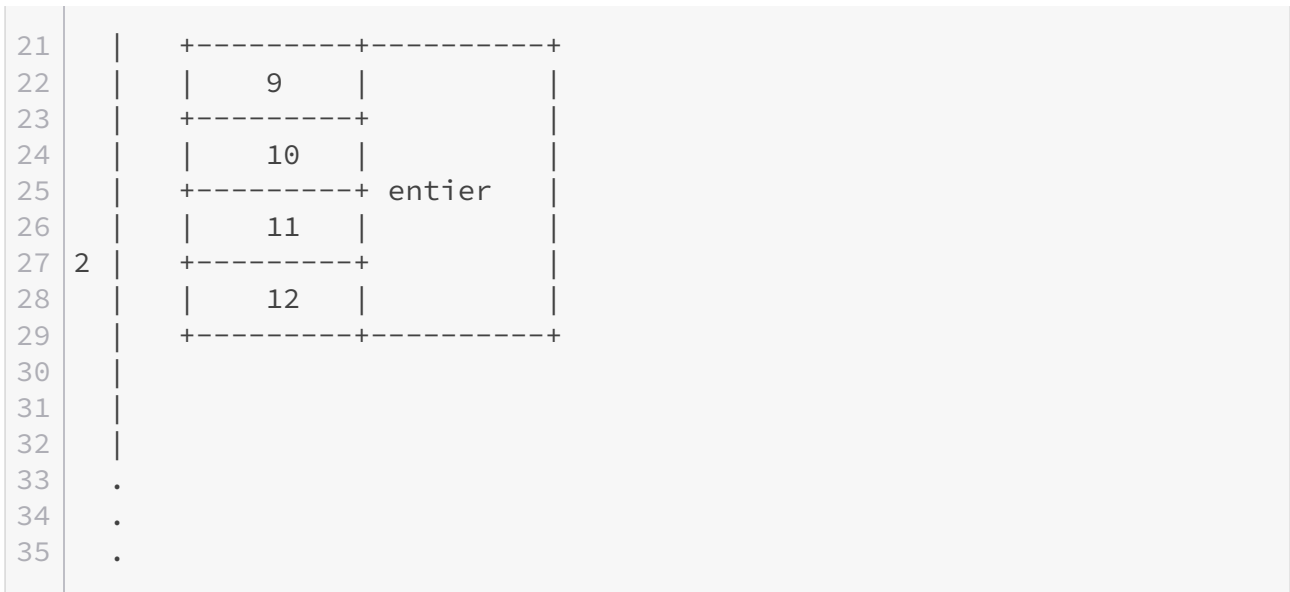 21    |    +---------+----------+
22    |    |    9    |          |
23    |    +---------+          |
24    |    |    10   |          |
25    |    +---------+ entier   |
26    |    |    11   |          |
27 2  |    +---------+          |
28    |    |    12   |          |
29    |    +---------+----------+
30    |
31    |
32    |
33    .
34    .
35    .